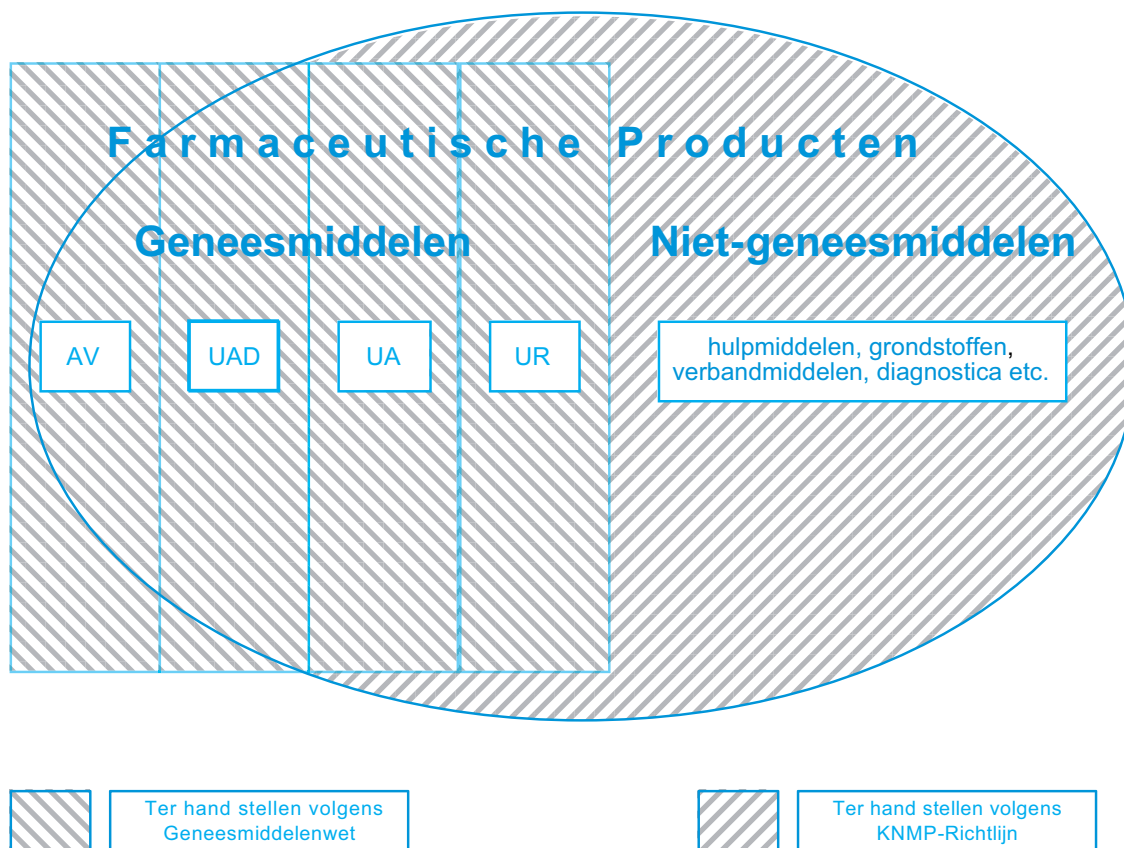 Farmaceutische Producten
Geneesmiddelen
Niet-geneesmiddelen
AV
UAD
UA
UR
hulpmiddelen, grondstoffen,
verbandmiddelen, diagnostica etc.
Ter hand stellen volgens
Geneesmiddelenwet
Ter hand stellen volgens
KNMP-Richtlijn